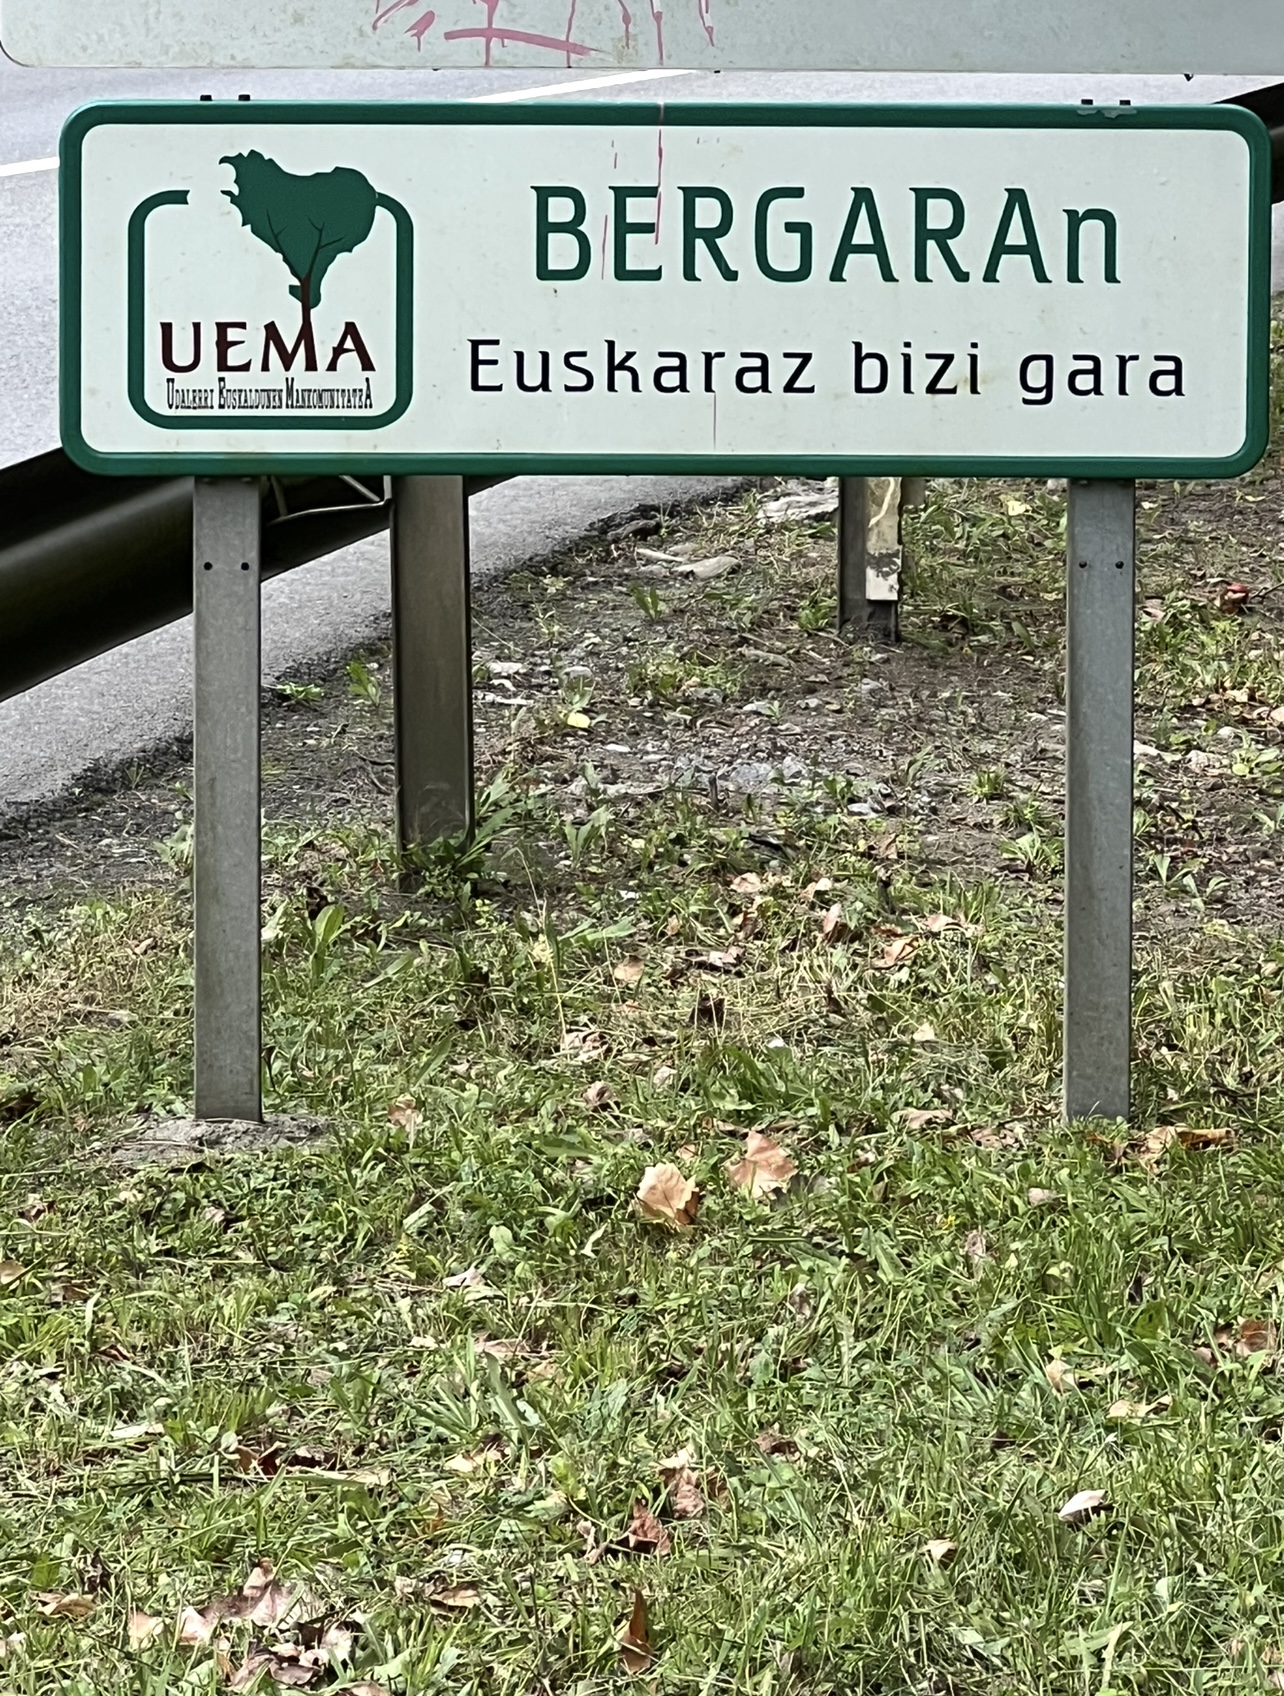 BERGARAn
Euskaraz bizi gara
UEMA
UDALERRI EUSKALDUNEN MANKOMUNITATEA